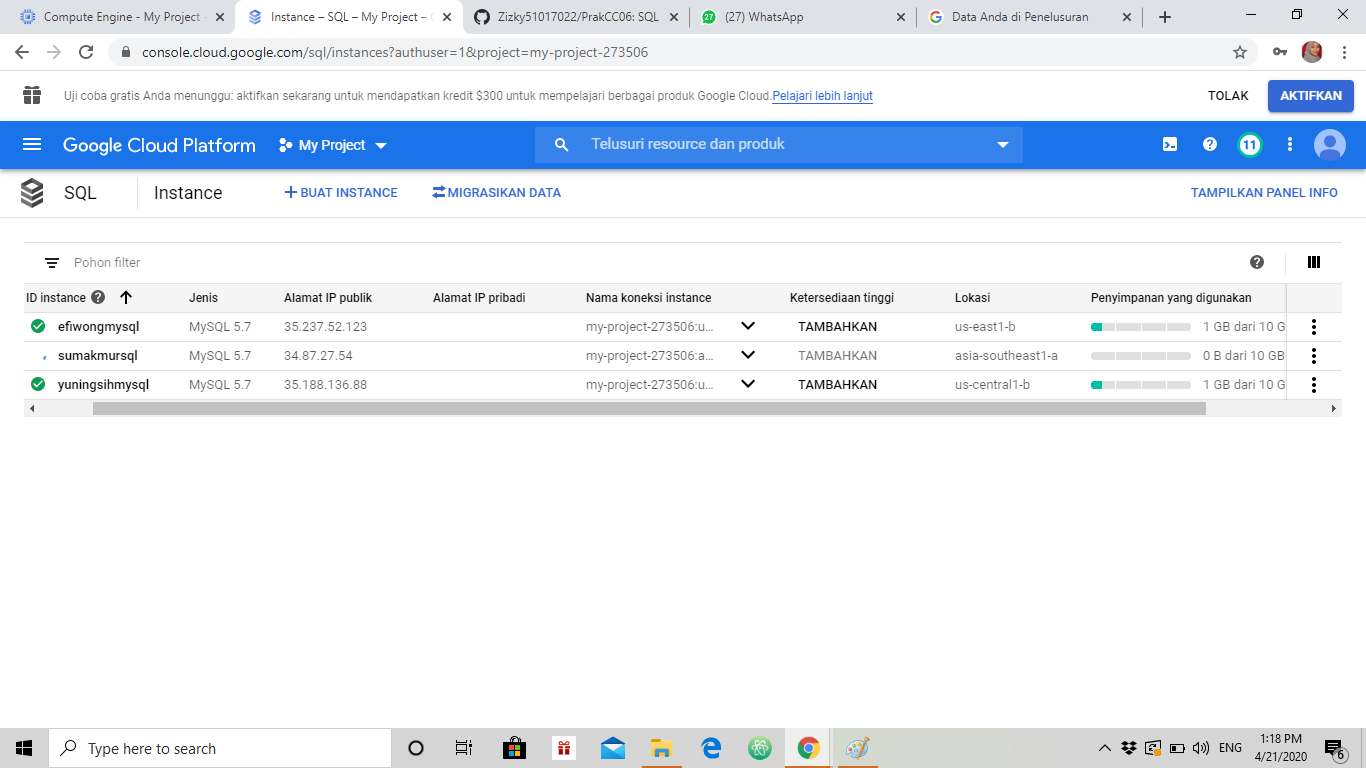 Compute Engine - My Project -
Instance – SQL – My Project –
Zizky51017022/PrakCC06: SQL
27 (27) WhatsApp
Data Anda di Penelusuran
console.cloud.google.com/sql/instances?authuser=1&project=my-project-273506
Uji coba gratis Anda menunggu: aktifkan sekarang untuk mendapatkan kredit $300 untuk mempelajari berbagai produk Google Cloud. Pelajari lebih lanjut
TOLAK AKTIFKAN
Google Cloud Platform My Project Telusuri resource dan produk 11
SQL Instance BUAT INSTANCE MIGRASIKAN DATA TAMPILKAN PANEL INFO
Pohon filter
ID instance Jenis Alamat IP publik Alamat IP pribadi Nama koneksi instance Ketersediaan tinggi Lokasi Penyimpanan yang digunakan
efiwongmysql MySQL 5.7 35.237.52.123 my-project-273506:u... TAMBAHKAN us-east1-b 1 GB dari 10 G
sumakmursql MySQL 5.7 34.87.27.54 my-project-273506:a... TAMBAHKAN asia-southeast1-a 0 B dari 10 GB
yuningsihmysql MySQL 5.7 35.188.136.88 my-project-273506:u... TAMBAHKAN us-central1-b 1 GB dari 10 G
Type here to search
ENG
1:18 PM
4/21/2020
6